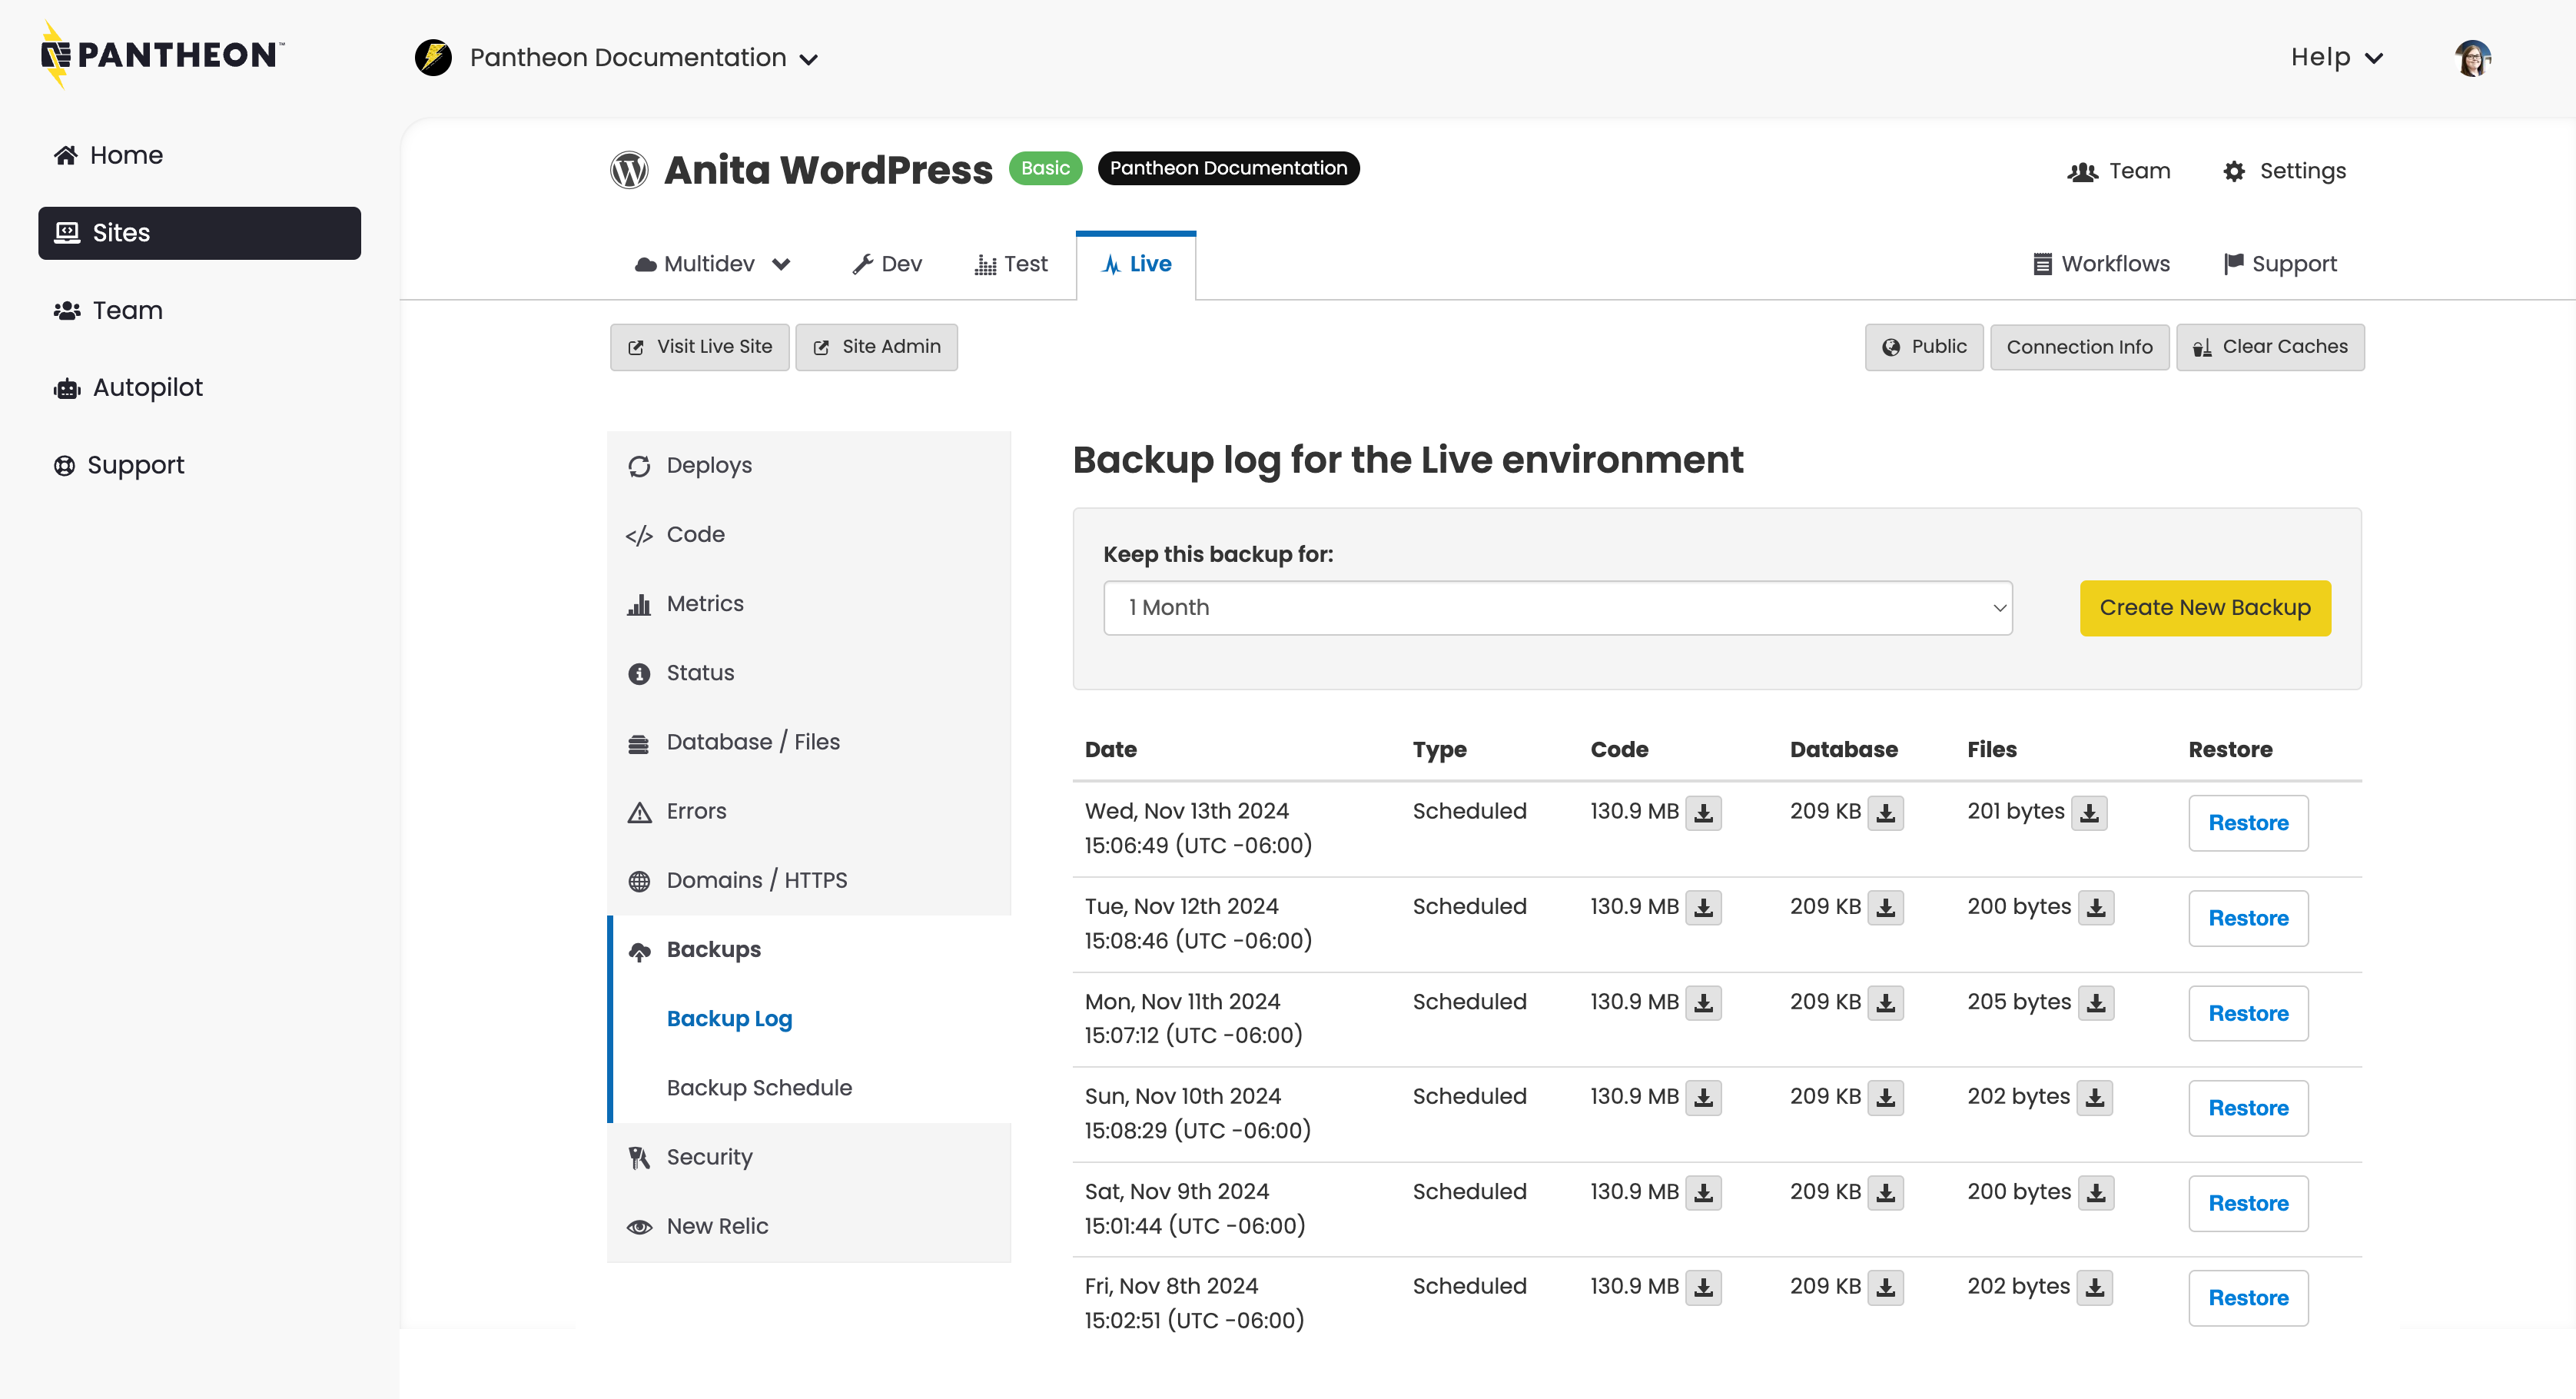 PANTHEON™
Pantheon Documentation
Help
Home
Sites
Team
Autopilot
Support
Anita WordPress
Basic
Pantheon Documentation
Team
Settings
Multidev
Dev
Test
Live
Workflows
Support
Visit Live Site
Site Admin
Public
Connection Info
Clear Caches
Deploys
Code
Metrics
Status
Database / Files
Errors
Domains / HTTPS
Backups
Backup Log
Backup Schedule
Security
New Relic
Backup log for the Live environment
Keep this backup for:
1 Month
Create New Backup
Date Type Code Database Files Restore
Wed, Nov 13th 2024 Scheduled 130.9 MB 209 KB 201 bytes Restore
15:06:49 (UTC -06:00)
Tue, Nov 12th 2024 Scheduled 130.9 MB 209 KB 200 bytes Restore
15:08:46 (UTC -06:00)
Mon, Nov 11th 2024 Scheduled 130.9 MB 209 KB 205 bytes Restore
15:07:12 (UTC -06:00)
Sun, Nov 10th 2024 Scheduled 130.9 MB 209 KB 202 bytes Restore
15:08:29 (UTC -06:00)
Sat, Nov 9th 2024 Scheduled 130.9 MB 209 KB 200 bytes Restore
15:01:44 (UTC -06:00)
Fri, Nov 8th 2024 Scheduled 130.9 MB 209 KB 202 bytes Restore
15:02:51 (UTC -06:00)